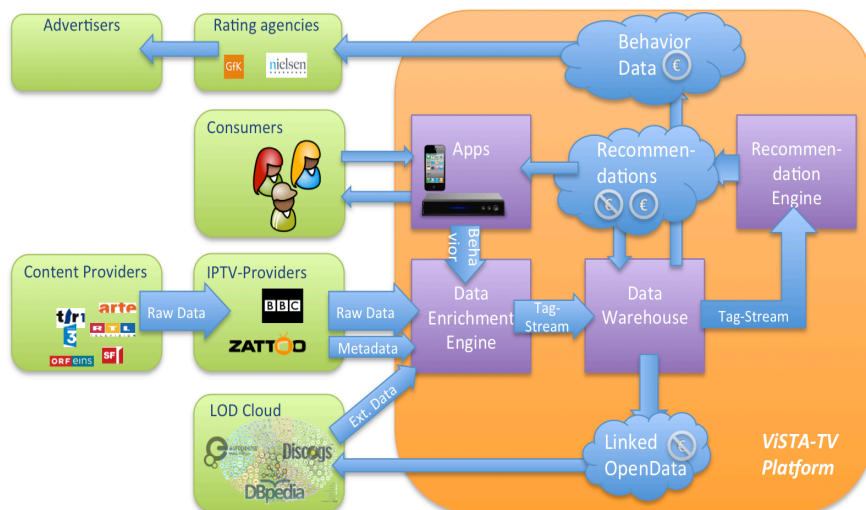 Advertisers
Rating agencies
GfK
nielsen
Behavior
Data
€
Consumers
Apps
Recommen-
dations
€
€
Recommen-
dation
Engine
Beha
vior
Content Providers
arte
3
RTL
ORF eins
SF1
Raw Data
IPTV-Providers
BBC
ZATTOO
Raw Data
Metadata
Data
Enrichment
Engine
Tag-
Stream
Data
Warehouse
Tag-Stream
LOD Cloud
europeana
Discogs
DBpedia
Ext. Data
Linked
OpenData
€
ViSTA-TV
Platform